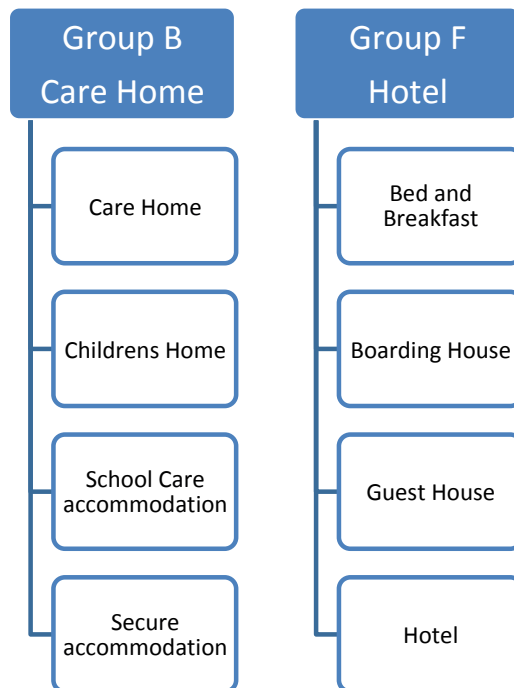 Group B
Care Home
Care Home
Childrens Home
School Care
accommodation
Secure
accommodation
Group F
Hotel
Bed and
Breakfast
Boarding House
Guest House
Hotel